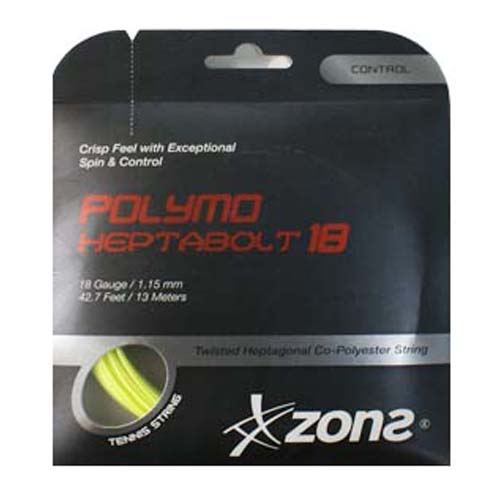 CONTROL
Crisp Feel with Exceptional
Spin & Control
POLYMO
HEPTABOLT 18
18 Gauge / 1.15 mm
42.7 Feet / 13 Meters
Twisted Heptagonal Co-Polyester String
TENNIS STRING
zons®